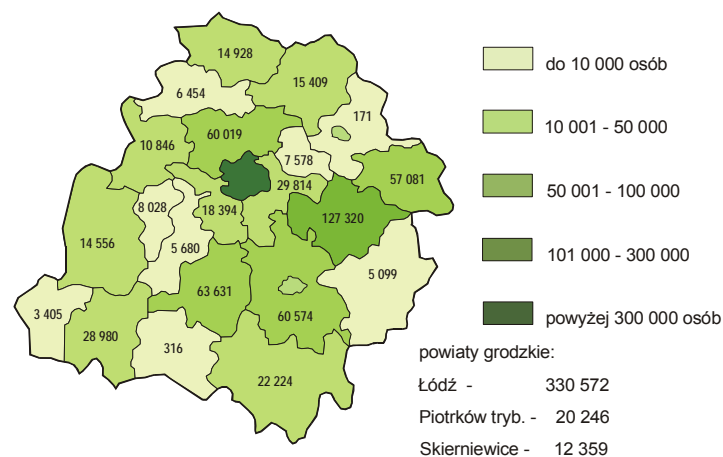 14 928
15 409
6 454
171
60 019
10 846
7 578
57 081
29 814
8 028
18 394
127 320
14 556
5 680
5 099
63 631
3 405
60 574
28 980
316
22 224
do 10 000 osób
10 001 - 50 000
50 001 - 100 000
101 000 - 300 000
powyżej 300 000 osób
powiaty grodzkie:
Łódź - 330 572
Piotrków tryb. - 20 246
Skierniewice - 12 359